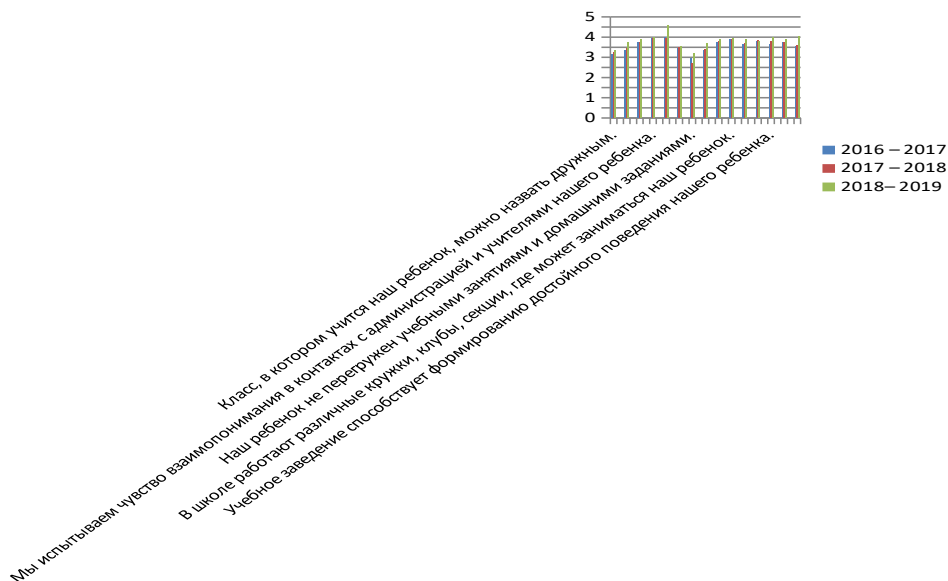 5
4
3
2
1
0
2016 – 2017
2017 – 2018
2018– 2019
Класс, в котором учится наш ребенок, можно назвать дружным.
Мы испытываем чувство взаимопонимания в контактах с администрацией и учителями нашего ребенка.
Наш ребенок не перегружен учебными занятиями и домашними заданиями.
В школе работают различные кружки, клубы, секции, где может заниматься наш ребенок.
Учебное заведение способствует формированию достойного поведения нашего ребенка.